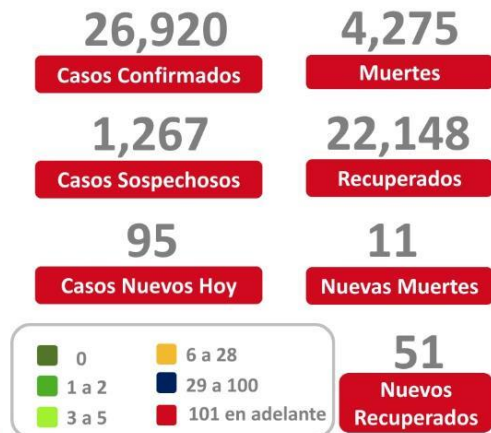 26,920
Casos Confirmados
4,275
Muertes
1,267
Casos Sospechosos
22,148
Recuperados
95
Casos Nuevos Hoy
11
Nuevas Muertes
0
1 a 2
3 a 5
6 a 28
29 a 100
101 en adelante
51
Nuevos
Recuperados